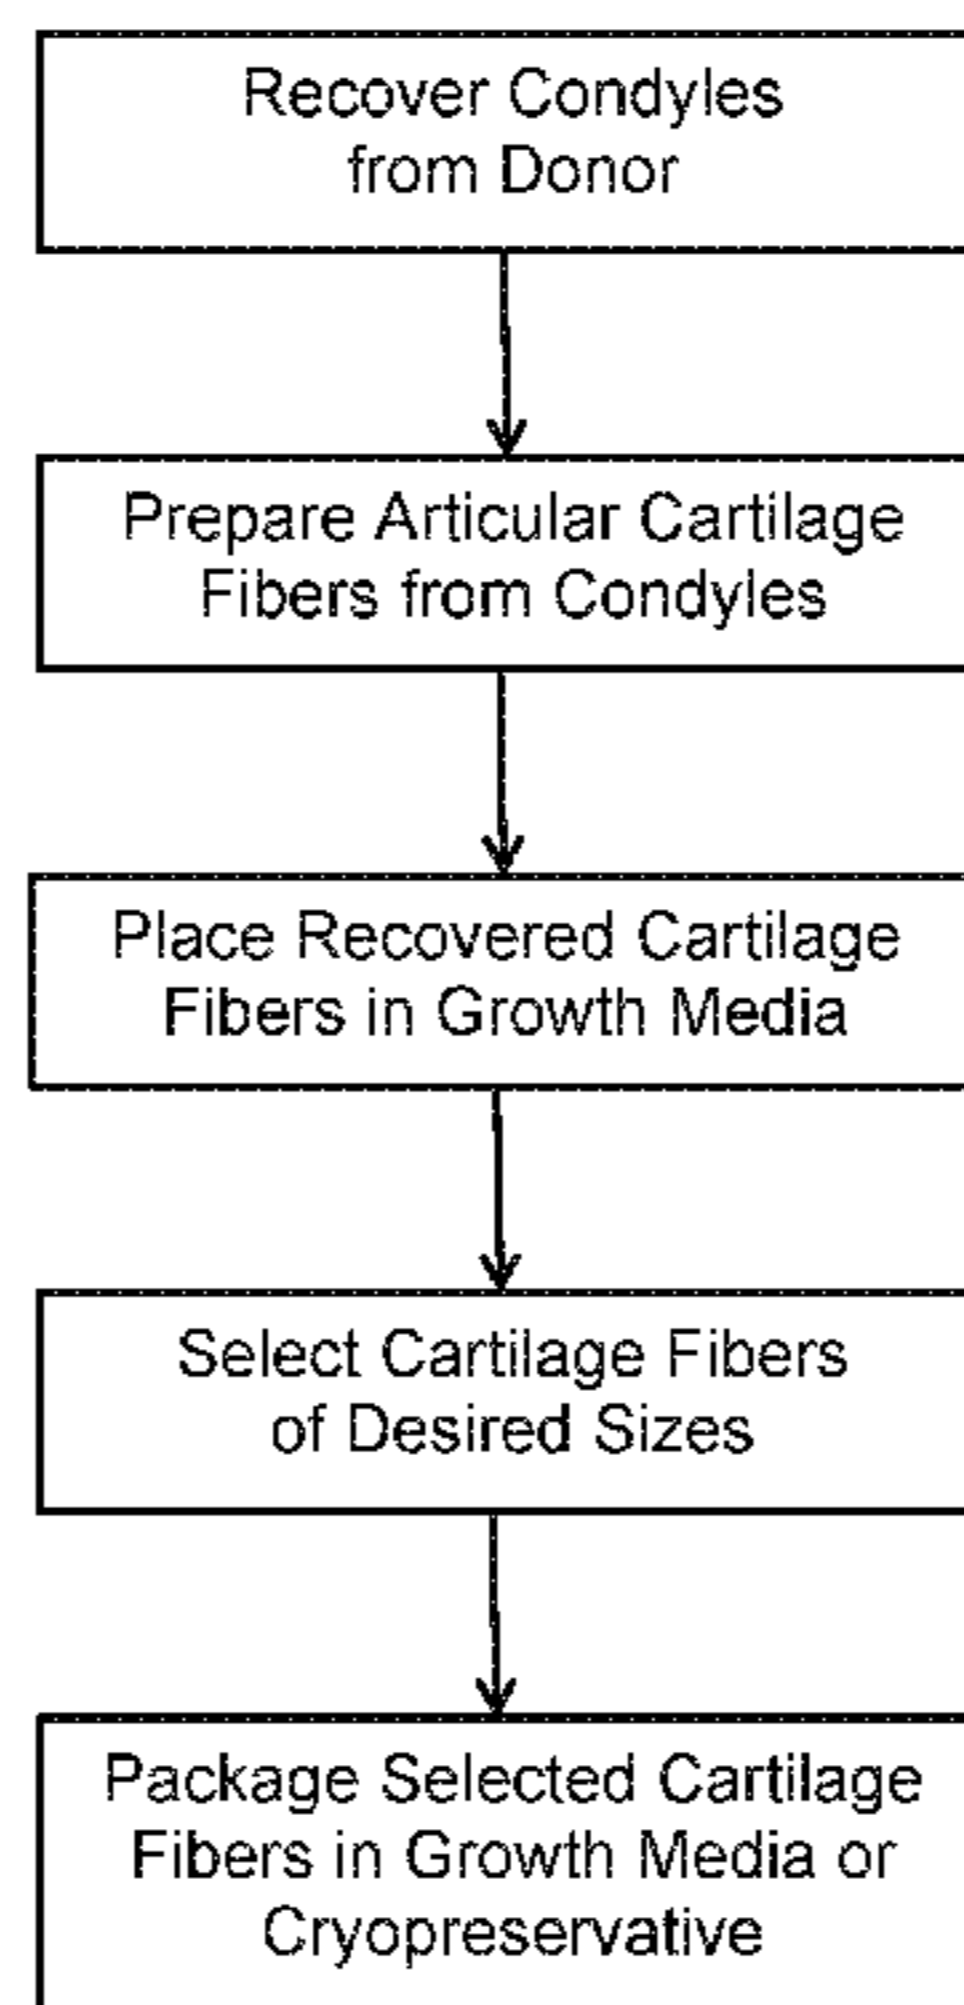 Recover Condyles
from Donor
Prepare Articular Cartilage
Fibers from Condyles
Place Recovered Cartilage
Fibers in Growth Media
Select Cartilage Fibers
of Desired Sizes
Package Selected Cartilage
Fibers in Growth Media or
Cryopreservative